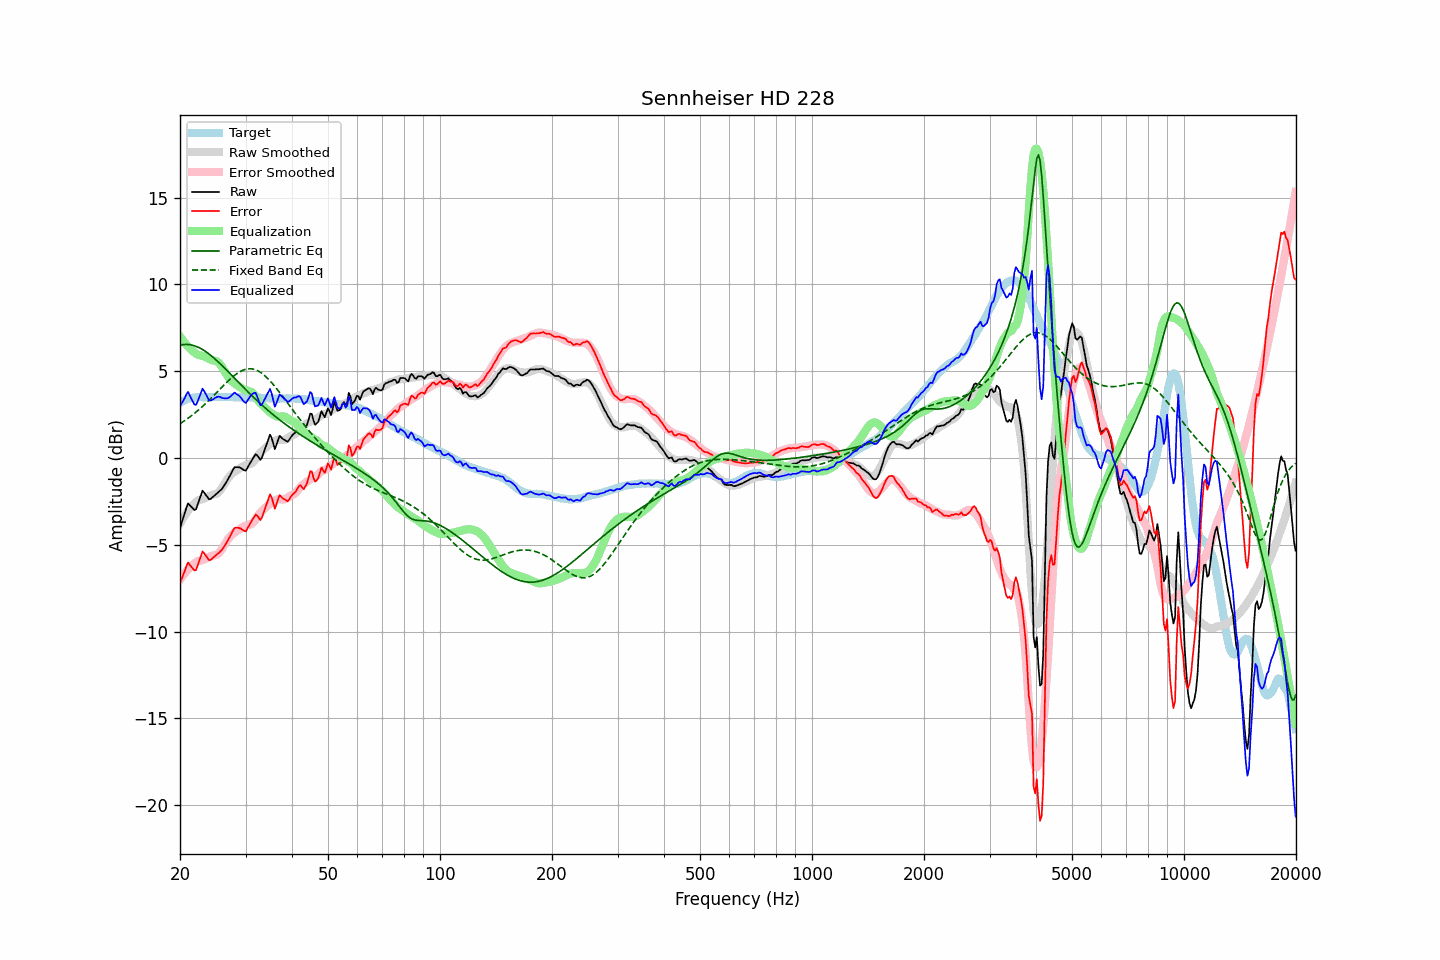 Sennheiser HD 228
Target
Raw Smoothed
Error Smoothed
Raw
Error
Equalization
Parametric Eq
Fixed Band Eq
Equalized
15
10
5
0
−5
−10
−15
−20
Amplitude (dBr)
20 50 100 200 500 1000 2000 5000 10000 20000
Frequency (Hz)